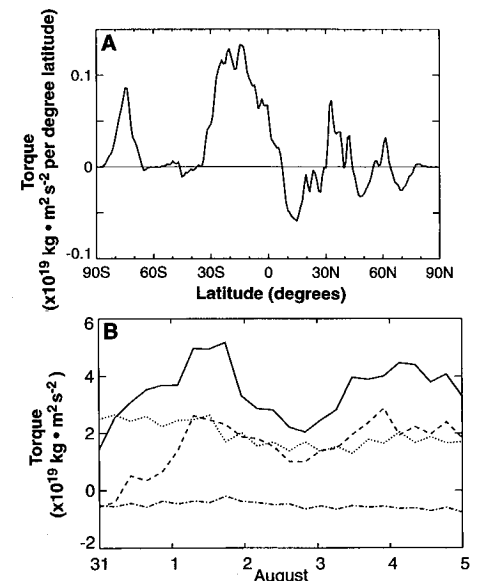 A
Torque
(x10¹⁹ kg • m² s⁻² per degree latitude)
0.1
0
-0.1
90S 60S 30S 0 30N 60N 90N
Latitude (degrees)
B
Torque
(x10¹⁹ kg • m² s⁻²)
6
4
2
0
-2
31 1 2 3 4 5
August